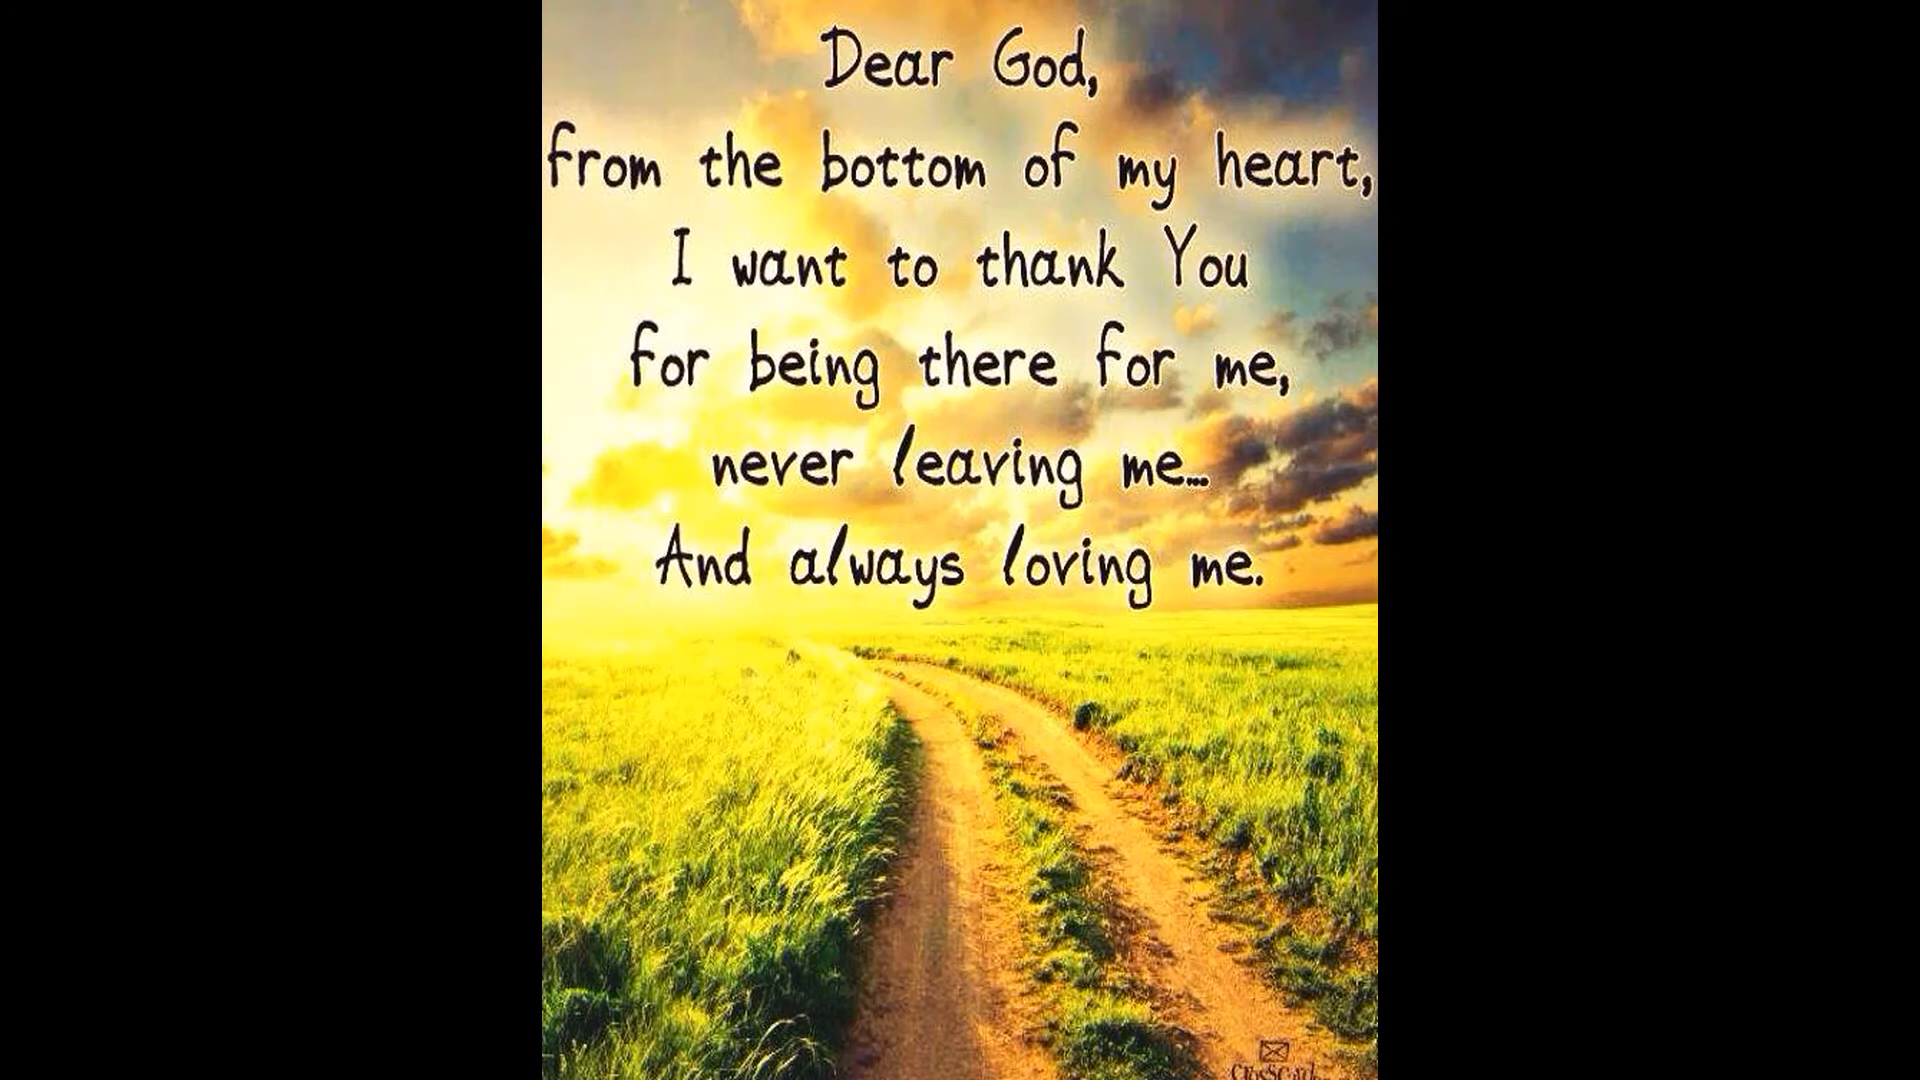 Dear God,
from the bottom of my heart,
I want to thank You
for being there for me,
never leaving me...
And always loving me.